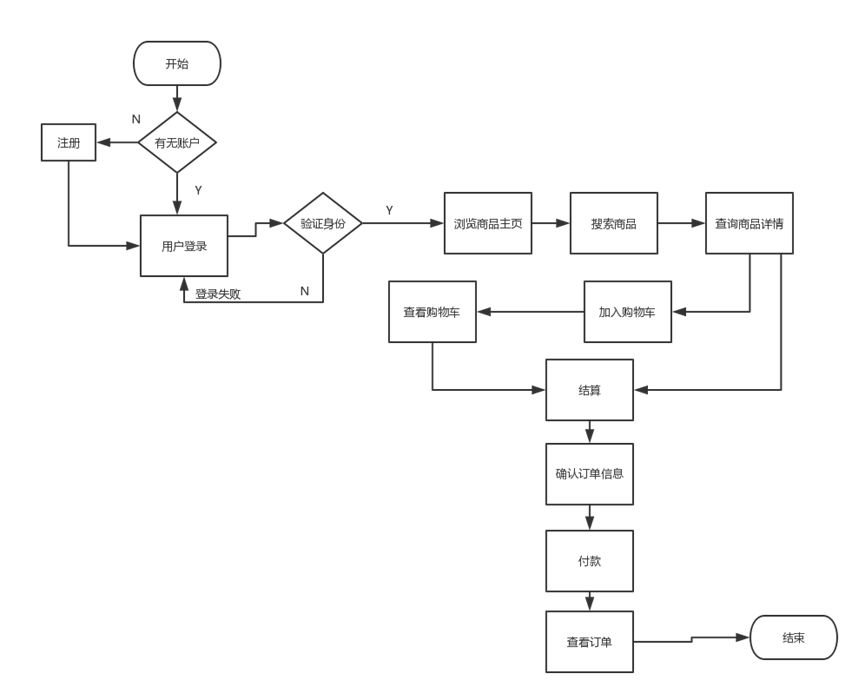 开始
N
注册
有无账户
Y
用户登录
验证身份
Y
浏览商品主页
搜索商品
查询商品详情
登录失败
N
查看购物车
加入购物车
结算
确认订单信息
付款
查看订单
结束